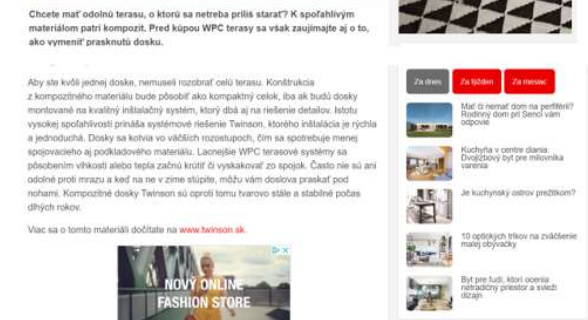 Chcete mať odolnú terasu, o ktorú sa netreba príliš starať? K spoľahlivým
materiálom patrí kompozit. Pred kúpou WPC terasy sa však zaujímajte aj o to,
ako vymeniť prasknutú dosku.
Aby ste kvôli jednej doske, nemuseli rozobrať celú terasu. Konštrukcia
z kompozitného materiálu bude pôsobiť ako kompaktný celok, iba ak budú dosky
montované na kvalitný inštalačný systém, ktorý dbá aj na riešenie detailov. Istotu
vysokej spoľahlivosti prináša systémové riešenie Twinson, ktorého inštalácia je rýchla
a jednoduchá. Dosky sa kotvia vo väčších rozostupoch, čím sa spotrebuje menej
spojovacieho aj podkladového materiálu. Lacnejšie WPC terasové systémy sa
pôsobením vlhkosti alebo tepla začnú krútiť či vyskakovať zo spojok. Často nie sú ani
odolné proti mrazu a keď na ne v zime stúpite, môžu vám doslova praskať pod
nohami. Kompozitné dosky Twinson sú oproti tomu tvarovo stále a stabilné počas
dlhých rokov.
Viac sa o tomto materiáli dočítate na www.twinson.sk.
NOVÝ ONLINE
FASHION STORE
Za dnes
Za týždeň
Za mesiac
Mať či nemať dom na periférii?
Rodinný dom pri Senci vám
odpovie
Kuchyňa v centre diania:
Dvojizbový byt pre milovníka
varenia
Je kuchynský ostrov prežitkom?
10 optických trikov na zväčšenie
malej obývačky
Byt pre ľudí, ktorí ocenia
netradičný priestor a svieži
dizajn